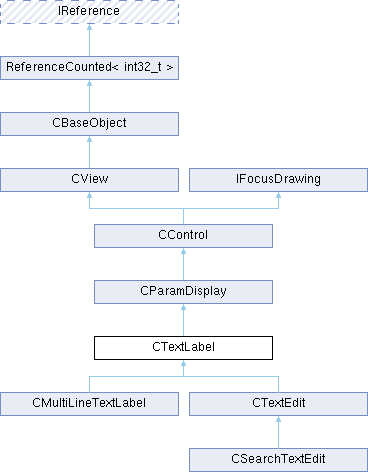 IReference
ReferenceCounted< int32_t >
CBaseObject
CView
IFocusDrawing
CControl
CParamDisplay
CTextLabel
CMultiLineTextLabel
CTextEdit
CSearchTextEdit